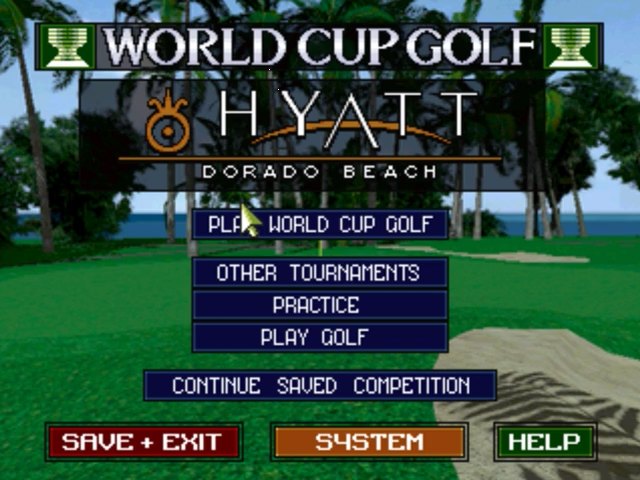 WORLD CUP GOLF
HYATT
DORADO BEACH
PLAY WORLD CUP GOLF
OTHER TOURNAMENTS
PRACTICE
PLAY GOLF
CONTINUE SAVED COMPETITION
SAVE + EXIT
SYSTEM
HELP